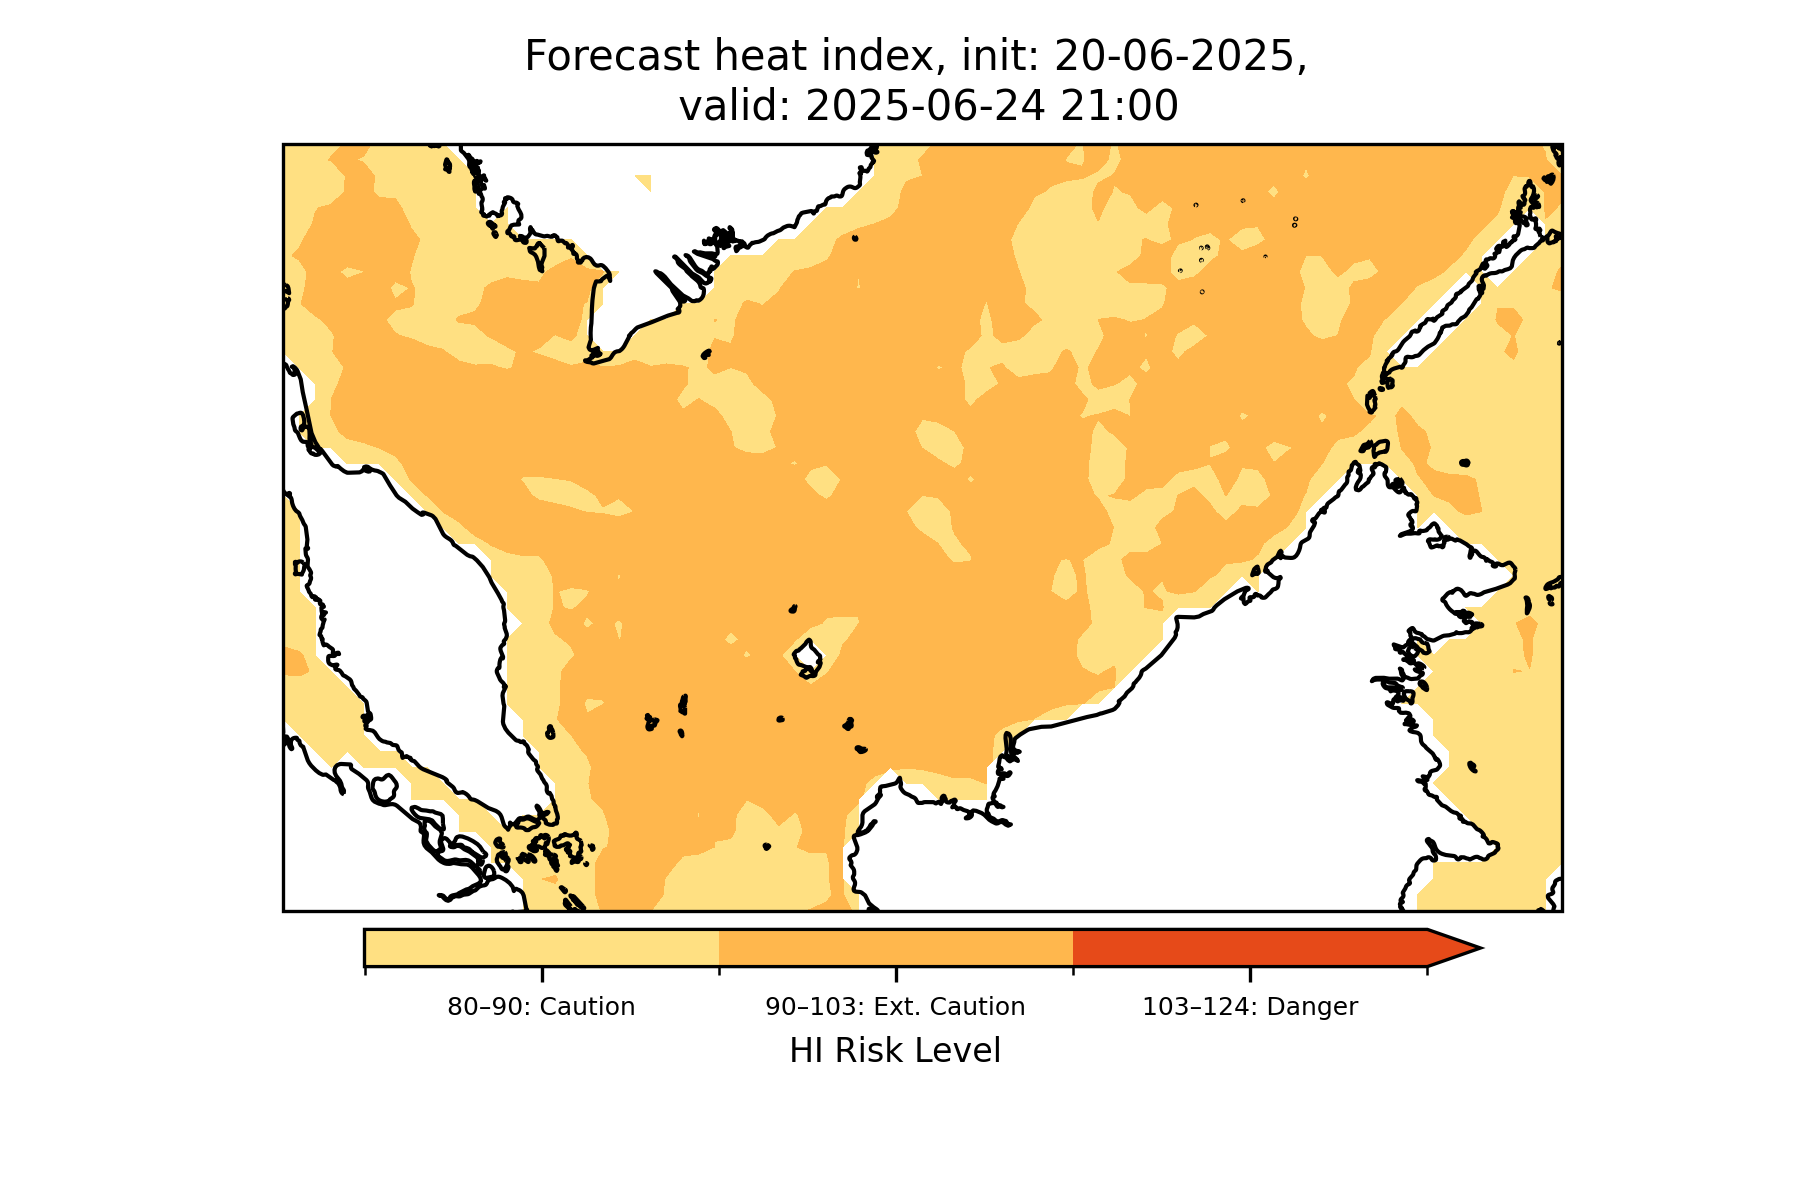 Forecast heat index, init: 20-06-2025,
valid: 2025-06-24 21:00
80–90: Caution
90–103: Ext. Caution
103–124: Danger
HI Risk Level